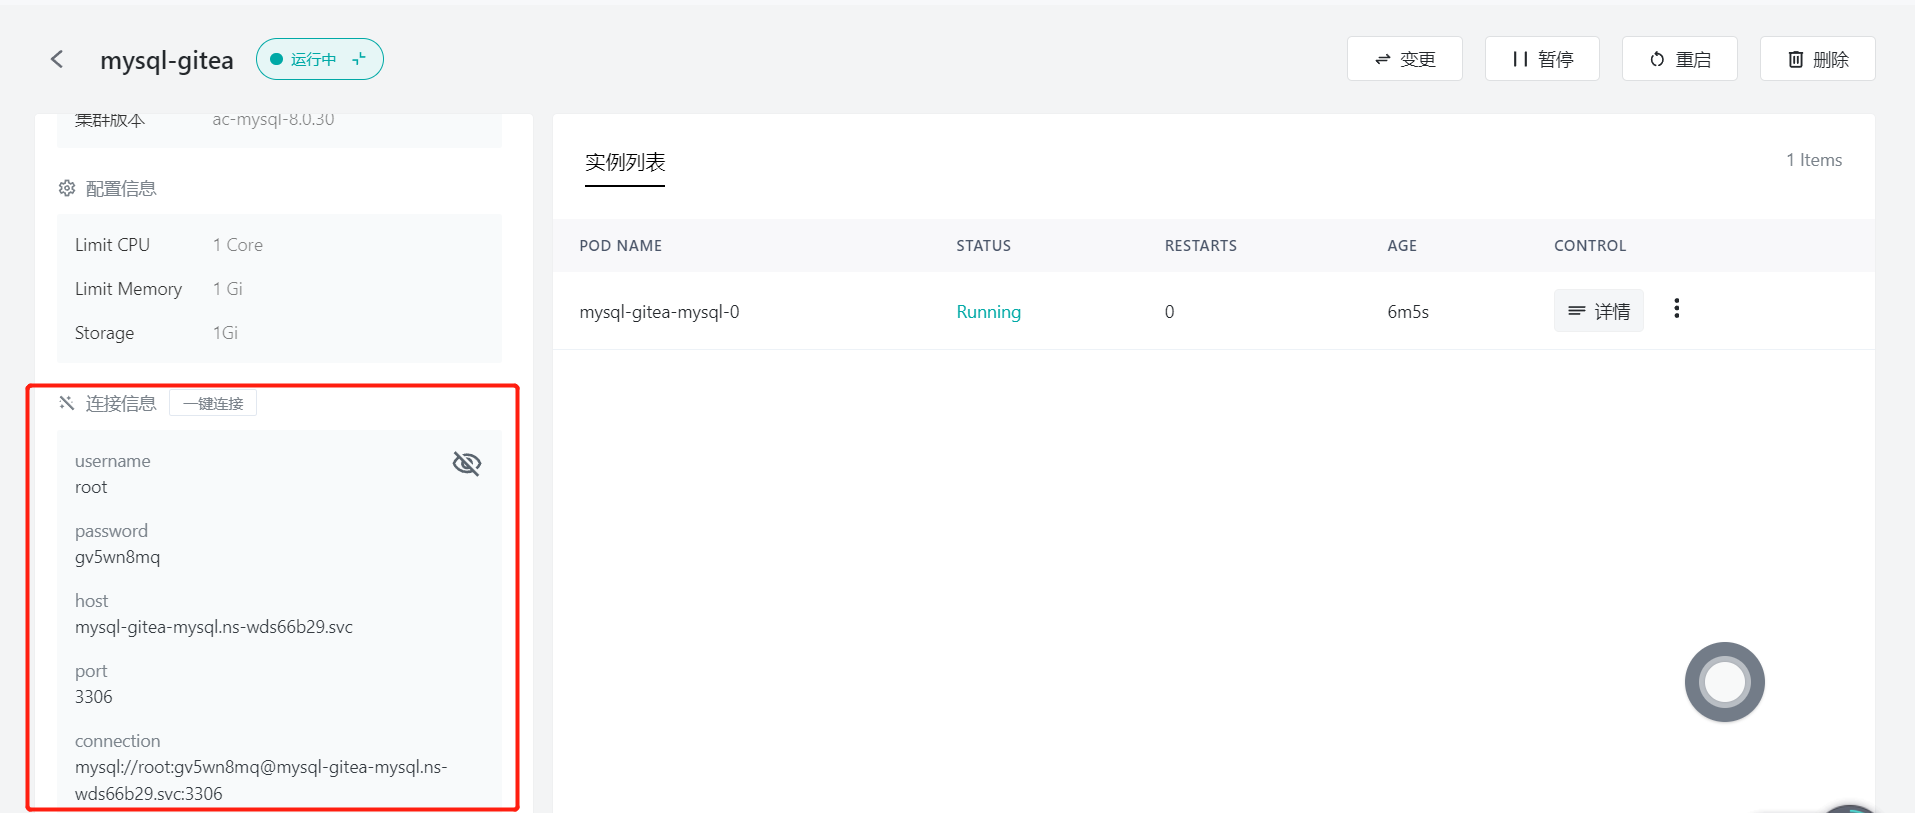 mysql-gitea
运行中
变更
暂停
重启
删除
集群版本 ac-mysql-8.0.30
配置信息
Limit CPU 1 Core
Limit Memory 1 Gi
Storage 1Gi
连接信息 一键连接
username
root
password
gv5wn8mq
host
mysql-gitea-mysql.ns-wds66b29.svc
port
3306
connection
mysql://root:gv5wn8mq@mysql-gitea-mysql.ns-
wds66b29.svc:3306
实例列表
1 Items
POD NAME STATUS RESTARTS AGE CONTROL
mysql-gitea-mysql-0 Running 0 6m5s 详情